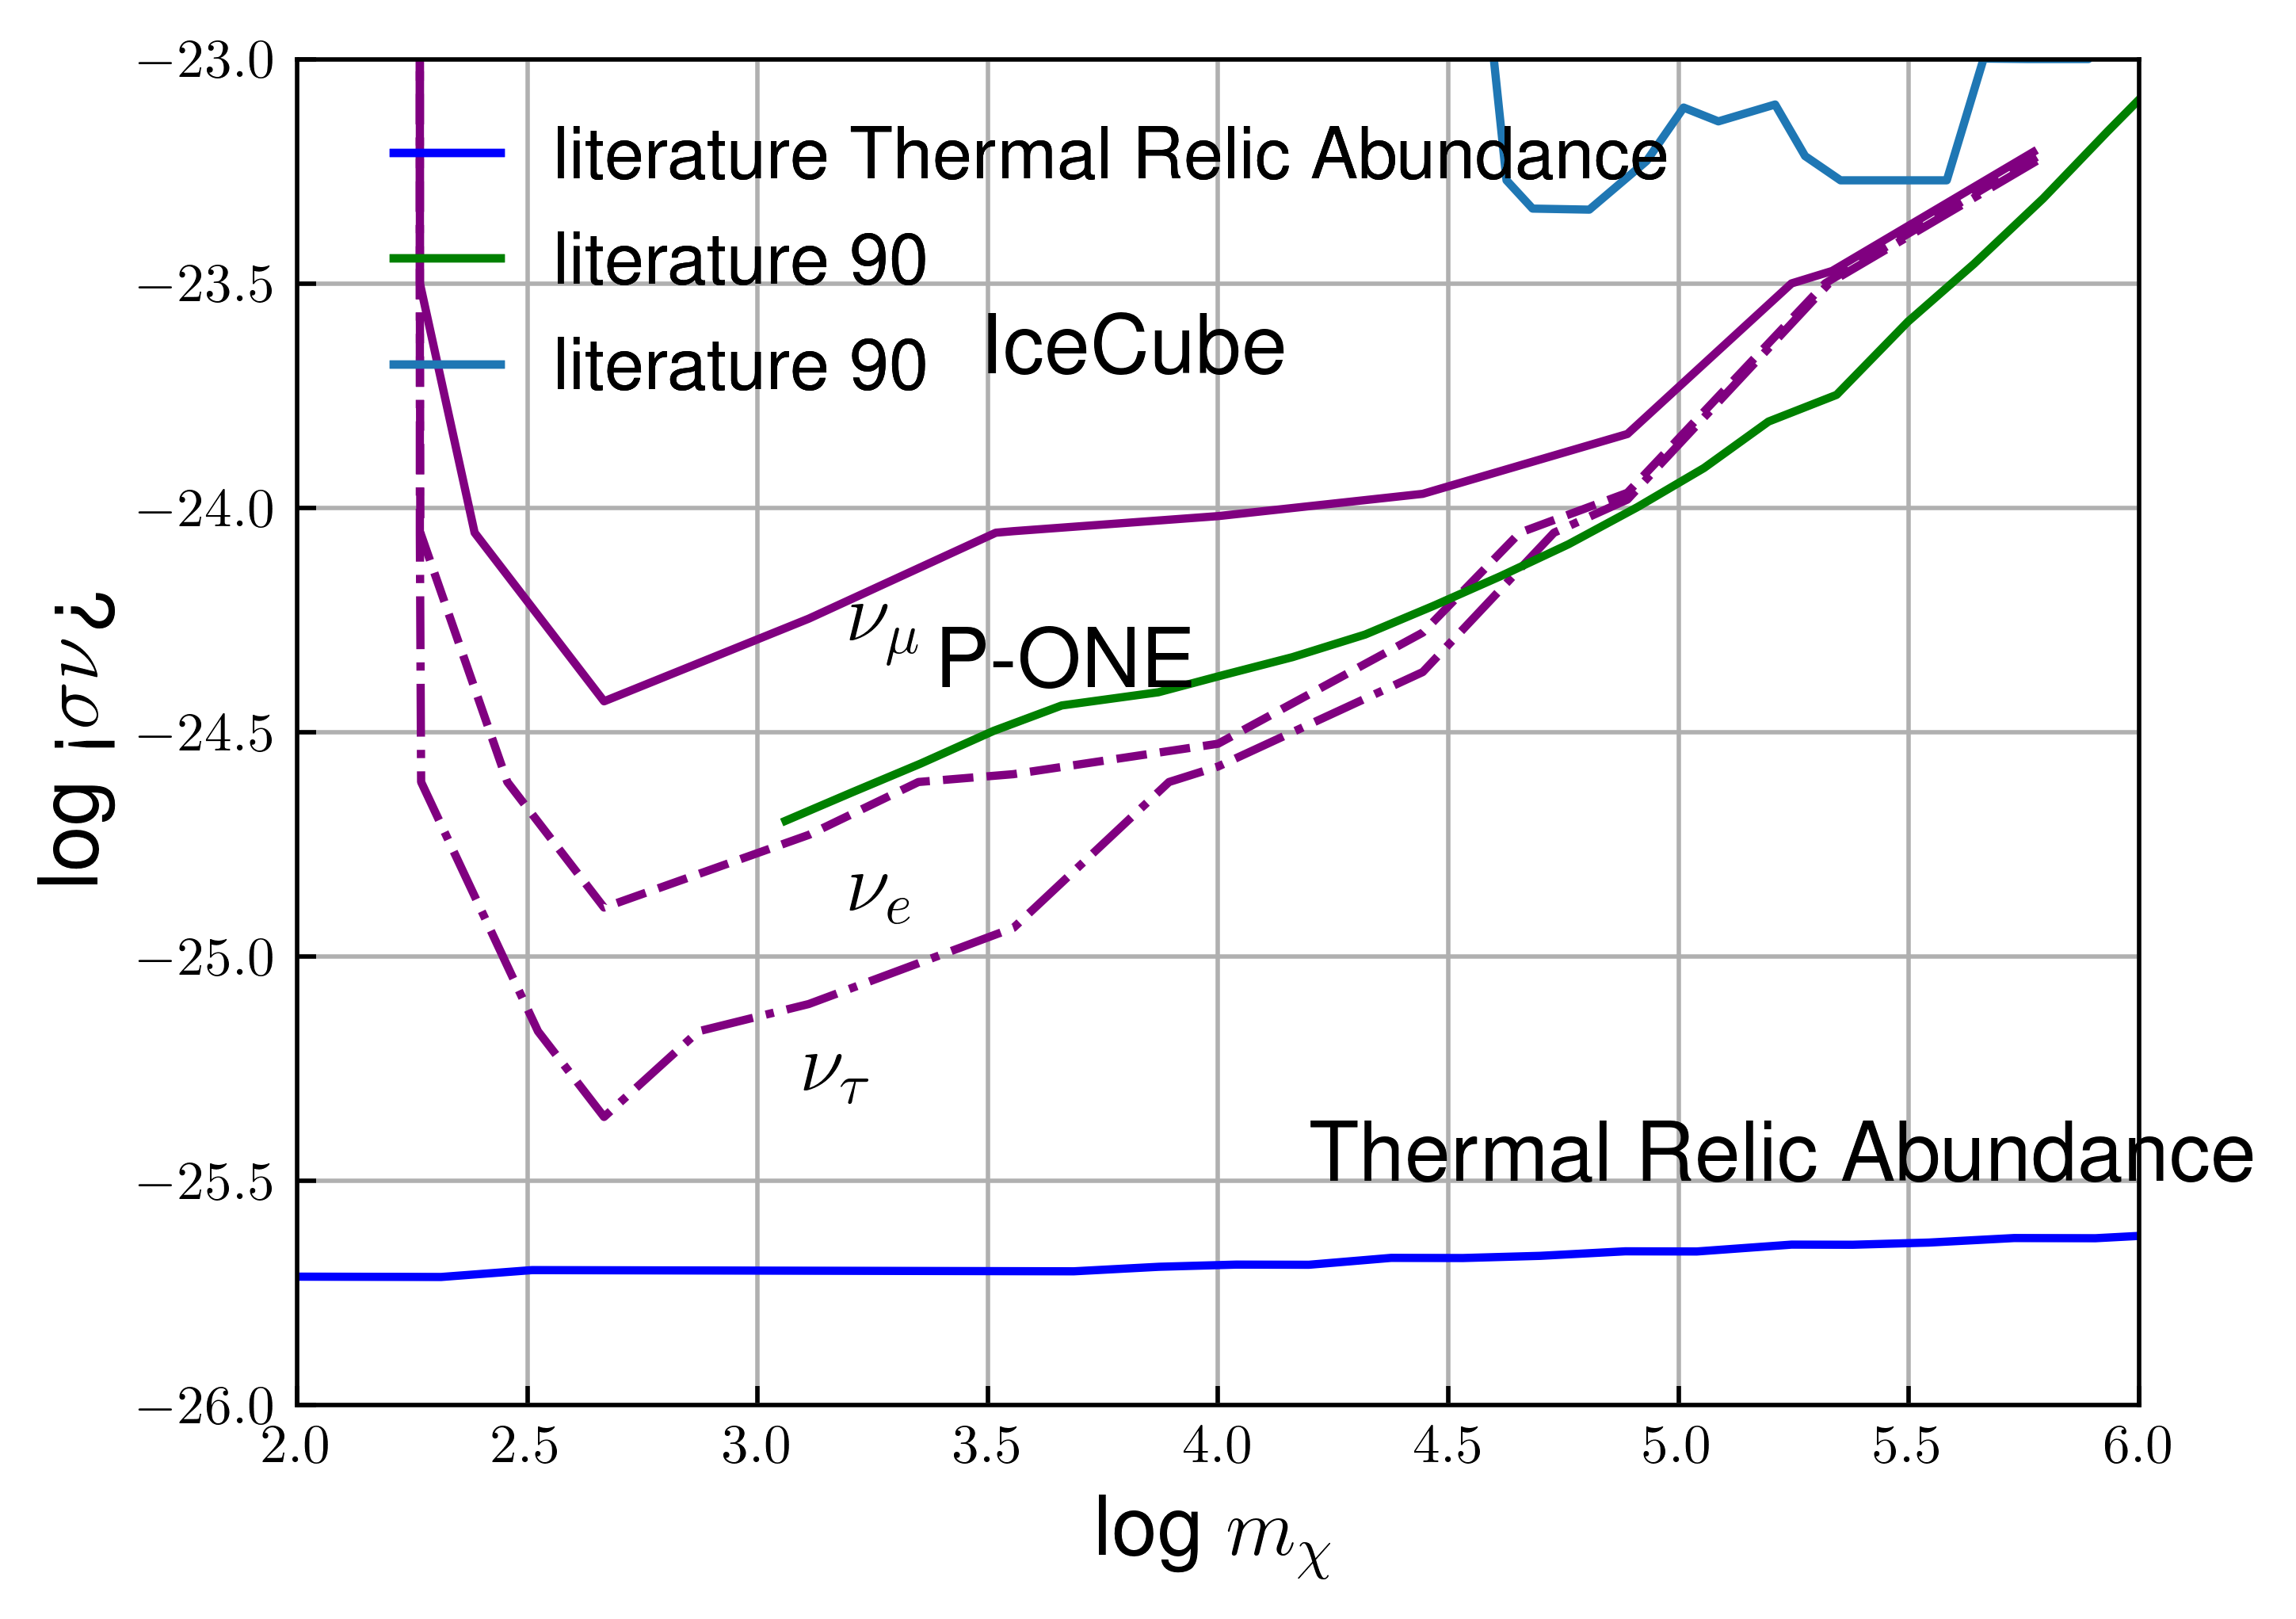 −23.0
−23.5
−24.0
−24.5
−25.0
−25.5
−26.0
log ¡σν¿
literature Thermal Relic Abundance
literature 90
literature 90
IceCube
νμ
P-ONE
νe
ντ
Thermal Relic Abundance
2.0 2.5 3.0 3.5 4.0 4.5 5.0 5.5 6.0
log mχ